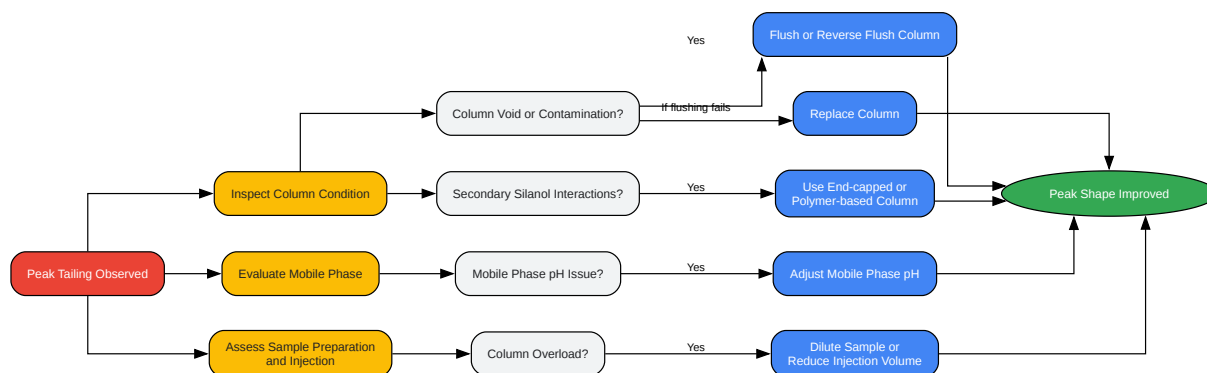 Flush or Reverse Flush Column
Yes
Column Void or Contamination?
If flushing fails
Replace Column
Inspect Column Condition
Secondary Silanol Interactions?
Yes
Use End-capped or
Polymer-based Column
Peak Shape Improved
Peak Tailing Observed
Evaluate Mobile Phase
Mobile Phase pH Issue?
Yes
Adjust Mobile Phase pH
Assess Sample Preparation
and Injection
Column Overload?
Yes
Dilute Sample or
Reduce Injection Volume